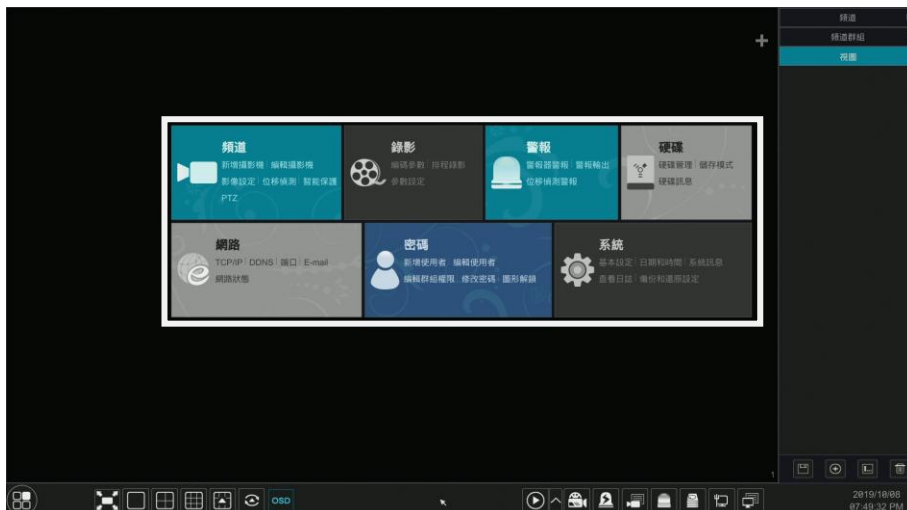 頻道
頻道群組
視圖
頻道
新增攝影機 編輯攝影機
影像設定 位移偵測 智能保護
PTZ
錄影
編碼參數 排程錄影
參數設定
警報
警報器警報 警報輸出
位移偵測警報
硬碟
硬碟管理 儲存模式
硬碟訊息
網路
TCP/IP DDNS 端口 E-mail
網路狀態
密碼
新增使用者 編輯使用者
編輯群組權限 修改密碼 圖形解鎖
系統
基本設定 日期和時間 系統訊息
查看日誌 備份和還原設定
1
OSD
2019/10/08
07:49:32 PM